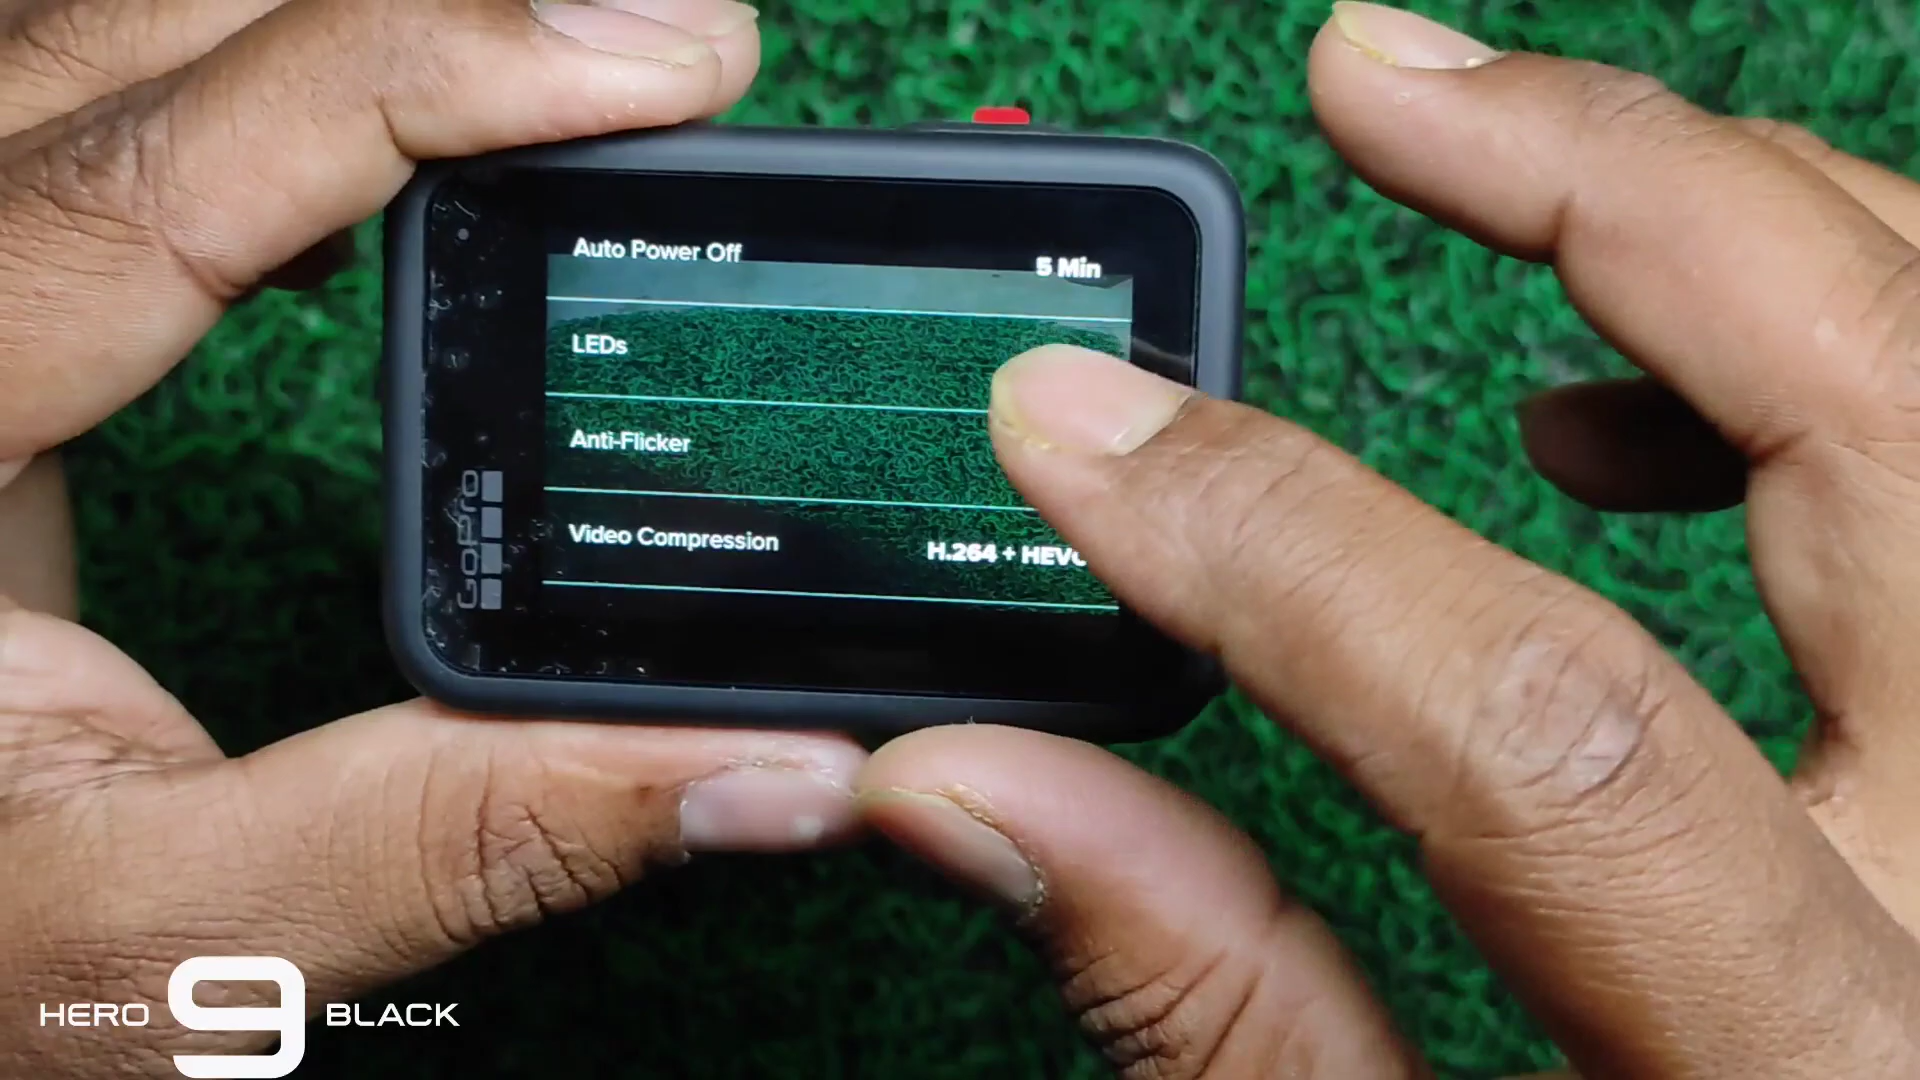 Auto Power Off 5 Min
LEDs
Anti-Flicker
Video Compression H.264 + HEVC
GoPro
HERO 9 BLACK